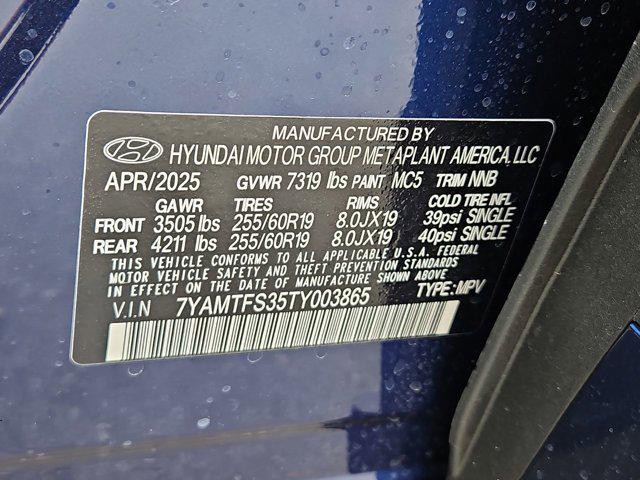 MANUFACTURED BY
HYUNDAI MOTOR GROUP METAPLANT AMERICA, LLC
APR/2025 GVWR 7319 lbs PAINT MC5 TRIM NNB
GAWR TIRES RIMS COLD TIRE INFL
FRONT 3505 lbs 255/60R19 8.0JX19 39psi SINGLE
REAR 4211 lbs 255/60R19 8.0JX19 40psi SINGLE
THIS VEHICLE CONFORMS TO ALL APPLICABLE U.S.A. FEDERAL
MOTOR VEHICLE SAFETY AND THEFT PREVENTION STANDARDS
IN EFFECT ON THE DATE OF MANUFACTURE SHOWN ABOVE
V.I.N 7YAMTFS35TY003865 TYPE:MPV